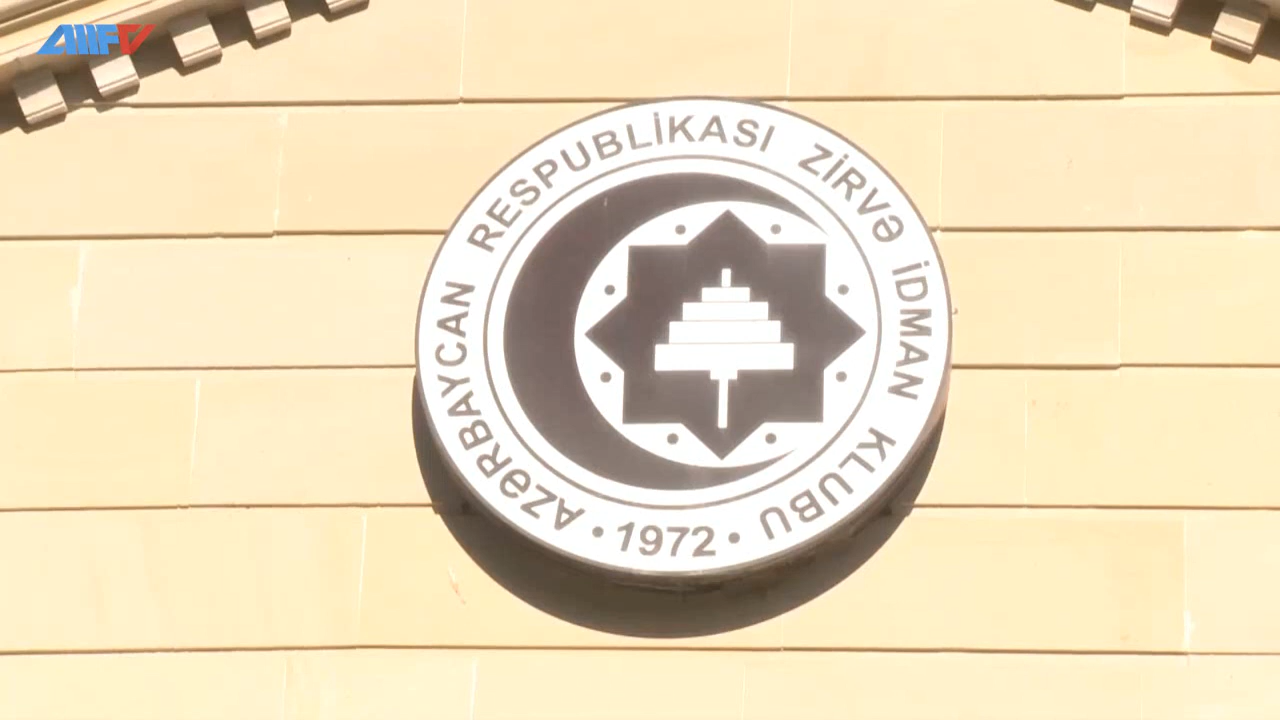 AZƏRBAYCAN RESPUBLİKASI ZİRVƏ İDMAN KLUBU
• 1972 •